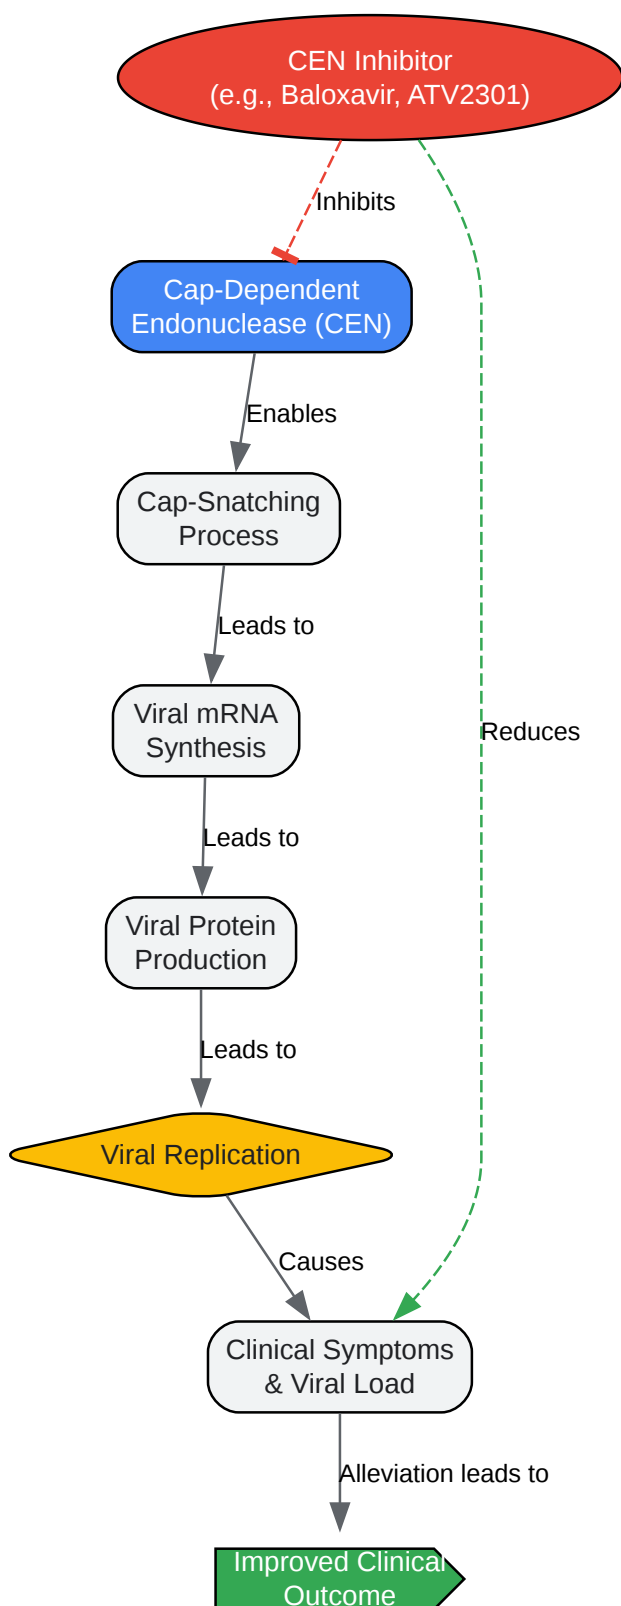 CEN Inhibitor
(e.g., Baloxavir, ATV2301)
Inhibits
Cap-Dependent
Endonuclease (CEN)
Enables
Cap-Snatching
Process
Leads to
Viral mRNA
Synthesis
Reduces
Leads to
Viral Protein
Production
Leads to
Viral Replication
Causes
Clinical Symptoms
& Viral Load
Alleviation leads to
Improved Clinical
Outcome